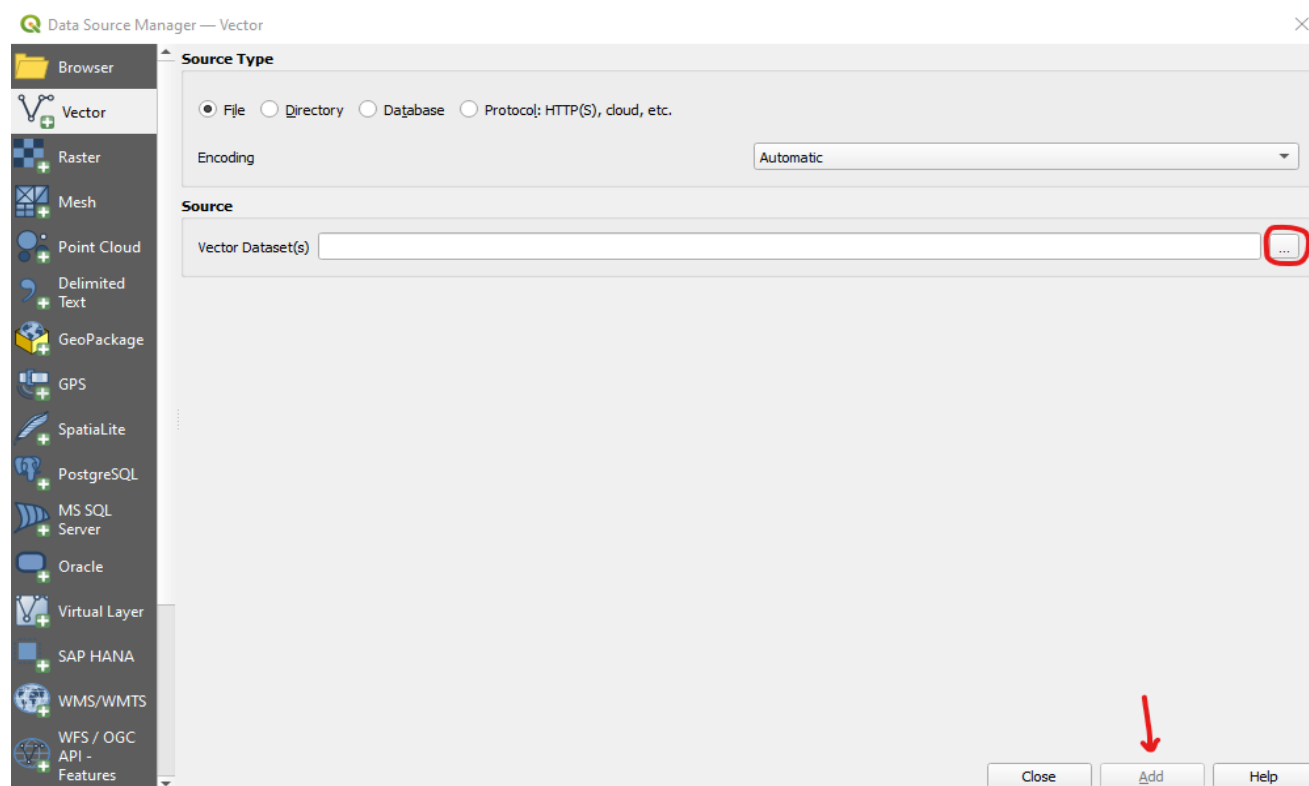 Data Source Manager — Vector
Browser
Vector
Raster
Mesh
Point Cloud
Delimited
Text
GeoPackage
GPS
SpatiaLite
PostgreSQL
MS SQL
Server
Oracle
Virtual Layer
SAP HANA
WMS/WMTS
WFS / OGC
API -
Features
Source Type
File Directory Database Protocol: HTTP(S), cloud, etc.
Encoding Automatic
Source
Vector Dataset(s) ...
Close Add Help